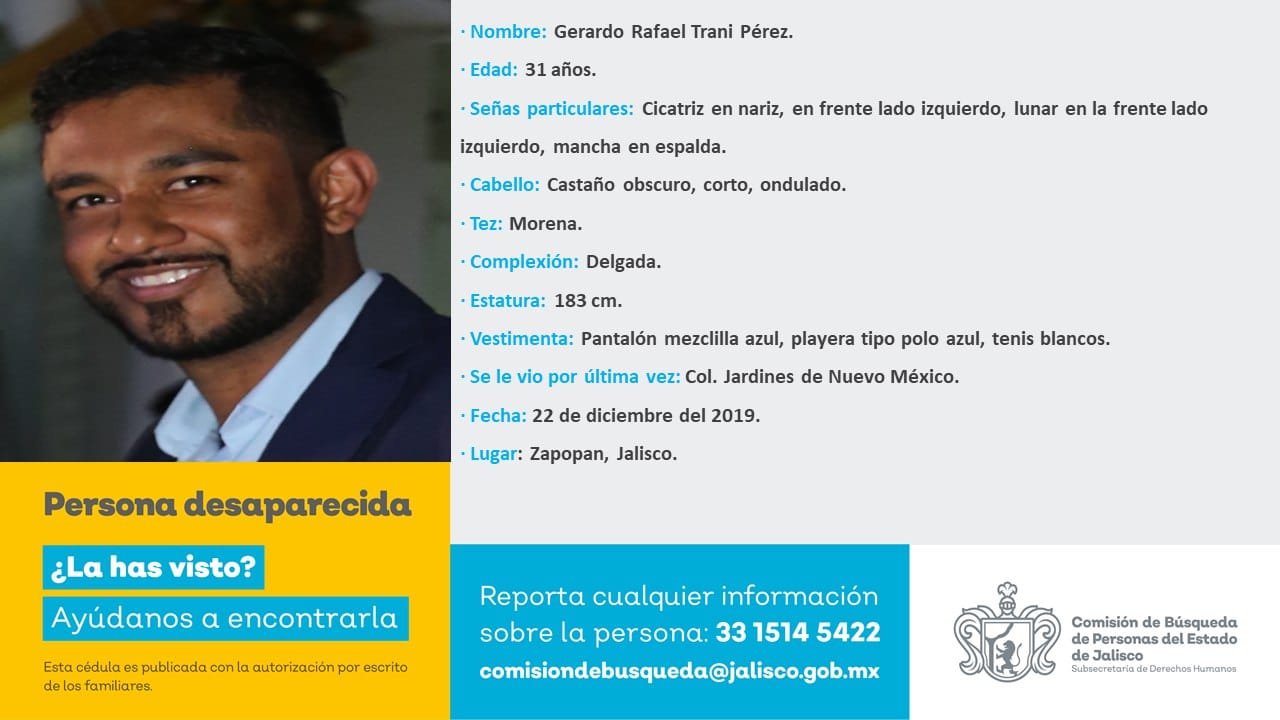 · Nombre: Gerardo Rafael Trani Pérez.
· Edad: 31 años.
· Señas particulares: Cicatriz en nariz, en frente lado izquierdo, lunar en la frente lado
izquierdo, mancha en espalda.
· Cabello: Castaño obscuro, corto, ondulado.
· Tez: Morena.
· Complexión: Delgada.
· Estatura: 183 cm.
· Vestimenta: Pantalón mezclilla azul, playera tipo polo azul, tenis blancos.
· Se le vio por última vez: Col. Jardines de Nuevo México.
· Fecha: 22 de diciembre del 2019.
· Lugar: Zapopan, Jalisco.
Persona desaparecida
¿La has visto?
Ayúdanos a encontrarla
Esta cédula es publicada con la autorización por escrito
de los familiares.
Reporta cualquier información
sobre la persona: 33 1514 5422
comisiondebusqueda@jalisco.gob.mx
Comisión de Búsqueda
de Personas del Estado
de Jalisco
Subsecretaría de Derechos Humanos